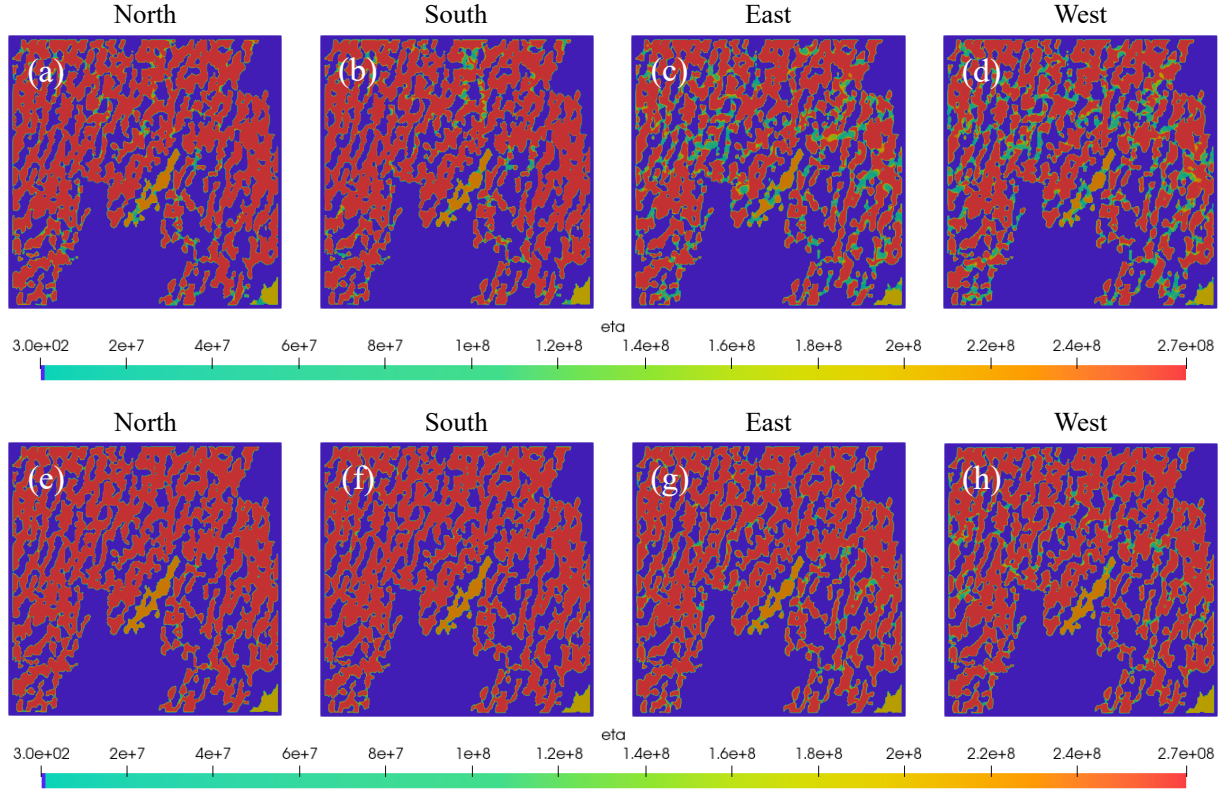 North South East West
(a) (b) (c) (d)
eta
3.0e+02 2e+7 4e+7 6e+7 8e+7 1e+8 1.2e+8 1.4e+8 1.6e+8 1.8e+8 2e+8 2.2e+8 2.4e+8 2.7e+08
North South East West
(e) (f) (g) (h)
eta
3.0e+02 2e+7 4e+7 6e+7 8e+7 1e+8 1.2e+8 1.4e+8 1.6e+8 1.8e+8 2e+8 2.2e+8 2.4e+8 2.7e+08